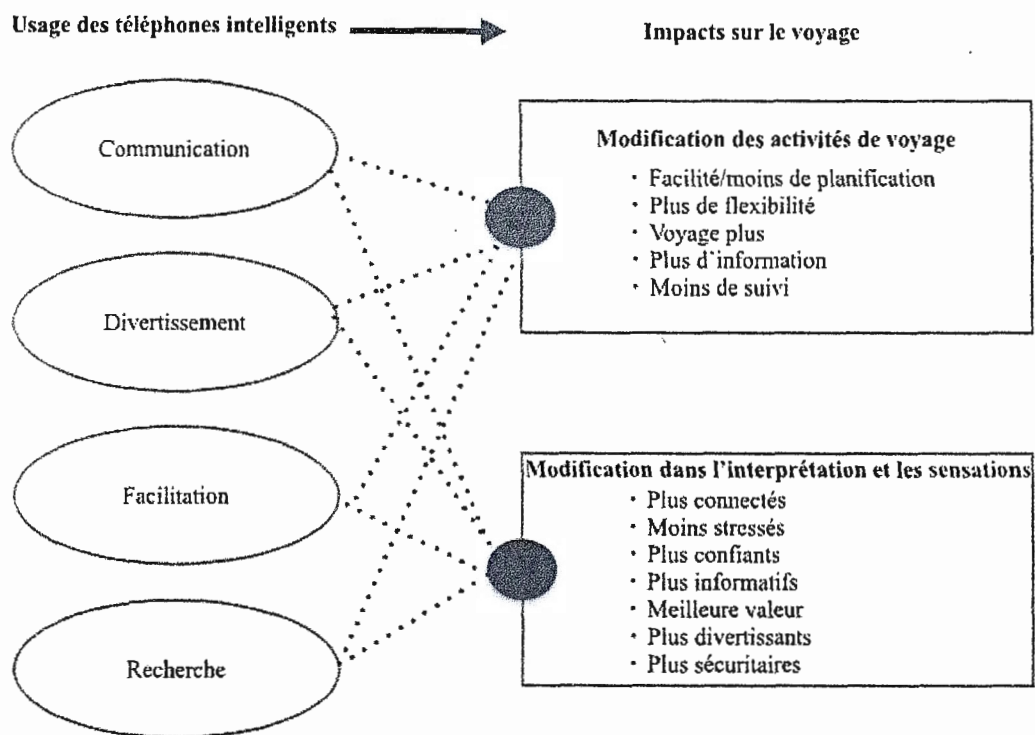 Usage des téléphones intelligents
Impacts sur le voyage
Communication
Divertissement
Facilitation
Recherche
Modification des activités de voyage
· Facilité/moins de planification
· Plus de flexibilité
· Voyage plus
· Plus d'information
· Moins de suivi
Modification dans l'interprétation et les sensations
· Plus connectés
· Moins stressés
· Plus confiants
· Plus informatifs
· Meilleure valeur
· Plus divertissants
· Plus sécuritaires